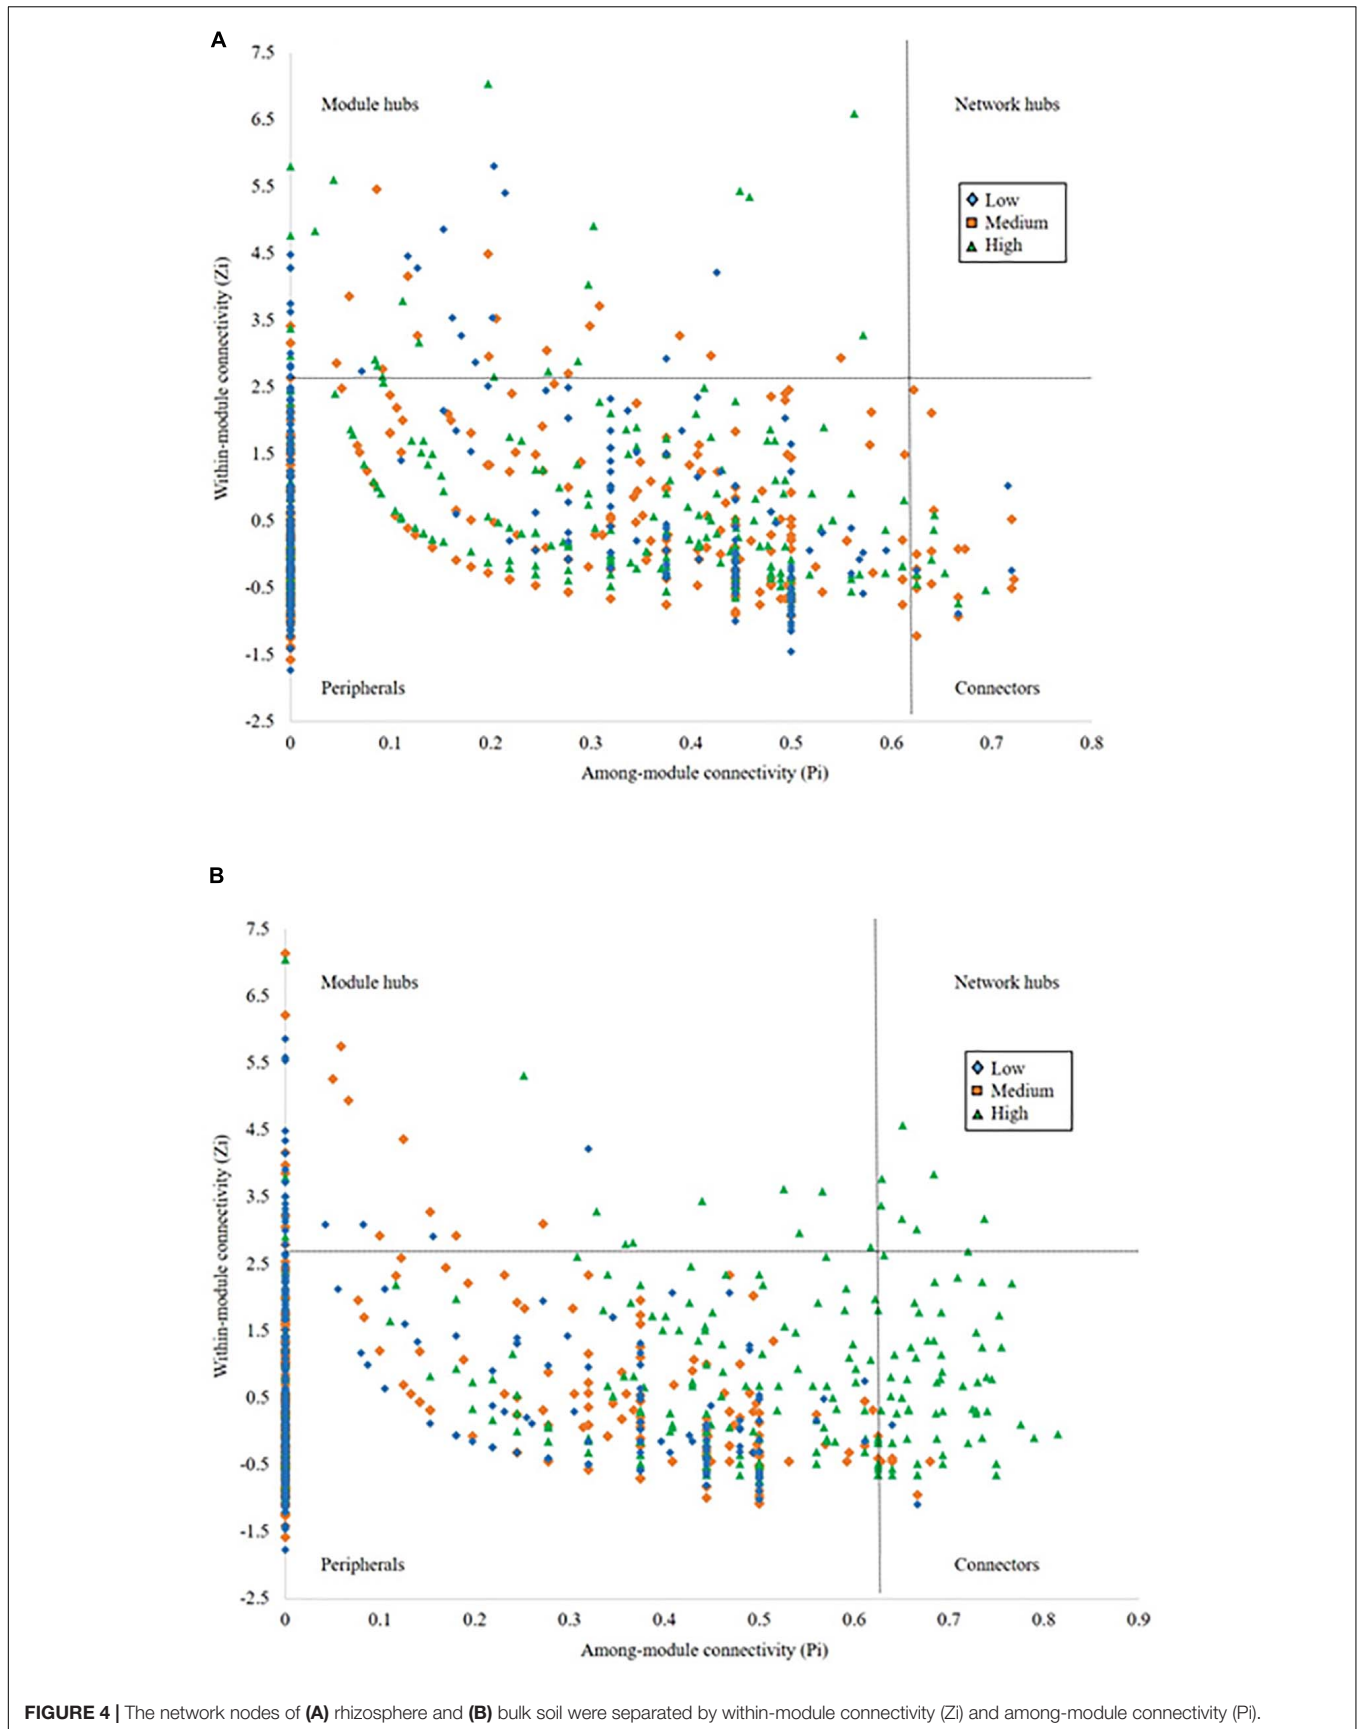 A
7.5
6.5
5.5
4.5
3.5
2.5
1.5
0.5
-0.5
-1.5
-2.5
Within-module connectivity (Zi)
Module hubs
Network hubs
Low
Medium
High
Peripherals
Connectors
0 0.1 0.2 0.3 0.4 0.5 0.6 0.7 0.8
Among-module connectivity (Pi)
B
7.5
6.5
5.5
4.5
3.5
2.5
1.5
0.5
-0.5
-1.5
-2.5
Within-module connectivity (Zi)
Module hubs
Network hubs
Low
Medium
High
Peripherals
Connectors
0 0.1 0.2 0.3 0.4 0.5 0.6 0.7 0.8 0.9
Among-module connectivity (Pi)
FIGURE 4 | The network nodes of (A) rhizosphere and (B) bulk soil were separated by within-module connectivity (Zi) and among-module connectivity (Pi).